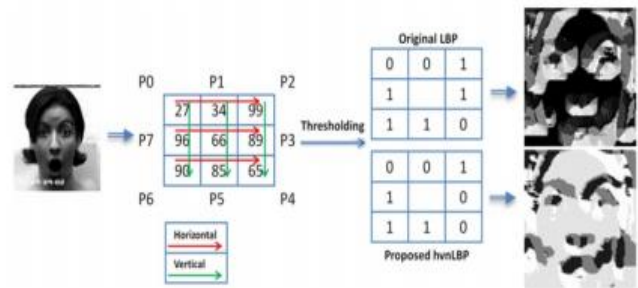 Original LBP
P0 P1 P2
0 0 1
27 34 99
1 1
Thresholding
P7 96 66 89 P3
1 1 0
90 85 65
0 0 1
P6 P5 P4
1 0
Horizontal
1 1 0
Vertical
Proposed hvnLBP